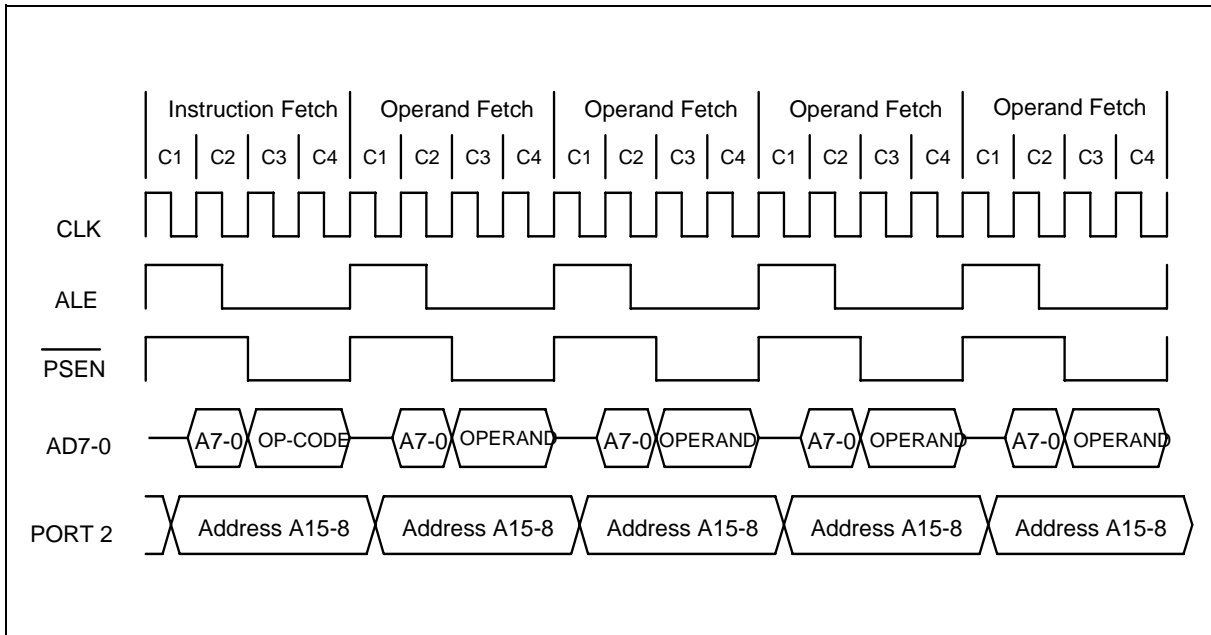 Instruction Fetch Operand Fetch Operand Fetch Operand Fetch Operand Fetch
C1 C2 C3 C4 C1 C2 C3 C4 C1 C2 C3 C4 C1 C2 C3 C4 C1 C2 C3 C4
CLK
ALE
PSEN
AD7-0 A7-0 OP-CODE A7-0 OPERAND A7-0 OPERAND A7-0 OPERAND A7-0 OPERAND
PORT 2 Address A15-8 Address A15-8 Address A15-8 Address A15-8 Address A15-8